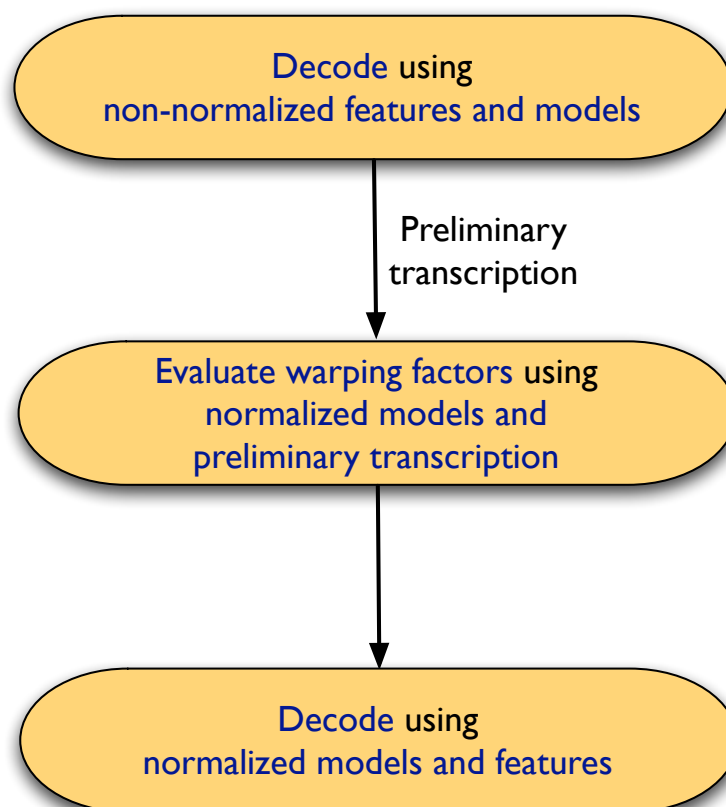 Decode using
non-normalized features and models
Preliminary
transcription
Evaluate warping factors using
normalized models and
preliminary transcription
Decode using
normalized models and features